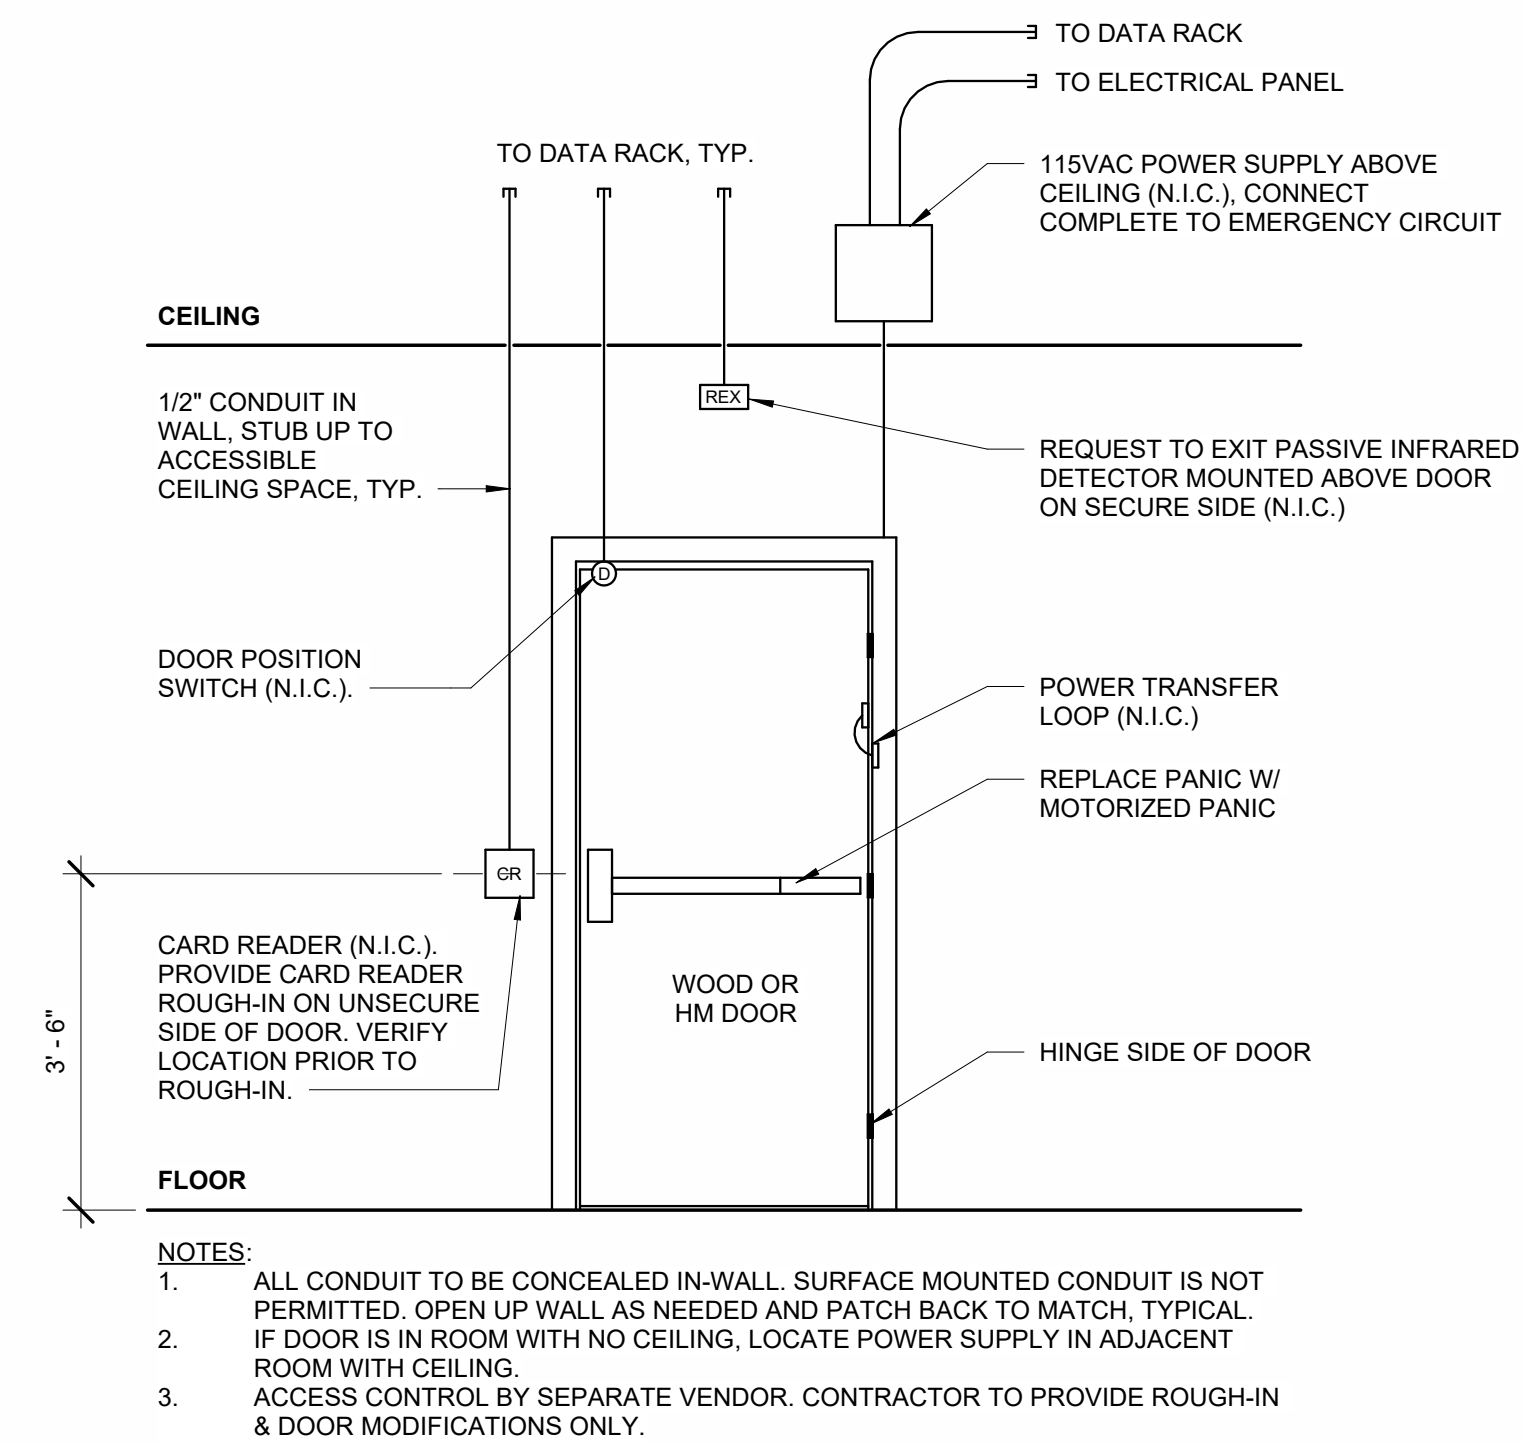 TO DATA RACK
TO ELECTRICAL PANEL
TO DATA RACK, TYP.
115VAC POWER SUPPLY ABOVE
CEILING (N.I.C.), CONNECT
COMPLETE TO EMERGENCY CIRCUIT
CEILING
1/2" CONDUIT IN
WALL, STUB UP TO
ACCESSIBLE
CEILING SPACE, TYP.
REX
REQUEST TO EXIT PASSIVE INFRARED
DETECTOR MOUNTED ABOVE DOOR
ON SECURE SIDE (N.I.C.)
D
DOOR POSITION
SWITCH (N.I.C.).
POWER TRANSFER
LOOP (N.I.C.)
REPLACE PANIC W/
MOTORIZED PANIC
CR
CARD READER (N.I.C.).
PROVIDE CARD READER
ROUGH-IN ON UNSECURE
SIDE OF DOOR. VERIFY
LOCATION PRIOR TO
ROUGH-IN.
WOOD OR
HM DOOR
3' - 6"
HINGE SIDE OF DOOR
FLOOR
NOTES:
1. ALL CONDUIT TO BE CONCEALED IN-WALL. SURFACE MOUNTED CONDUIT IS NOT
PERMITTED. OPEN UP WALL AS NEEDED AND PATCH BACK TO MATCH, TYPICAL.
2. IF DOOR IS IN ROOM WITH NO CEILING, LOCATE POWER SUPPLY IN ADJACENT
ROOM WITH CEILING.
3. ACCESS CONTROL BY SEPARATE VENDOR. CONTRACTOR TO PROVIDE ROUGH-IN
& DOOR MODIFICATIONS ONLY.